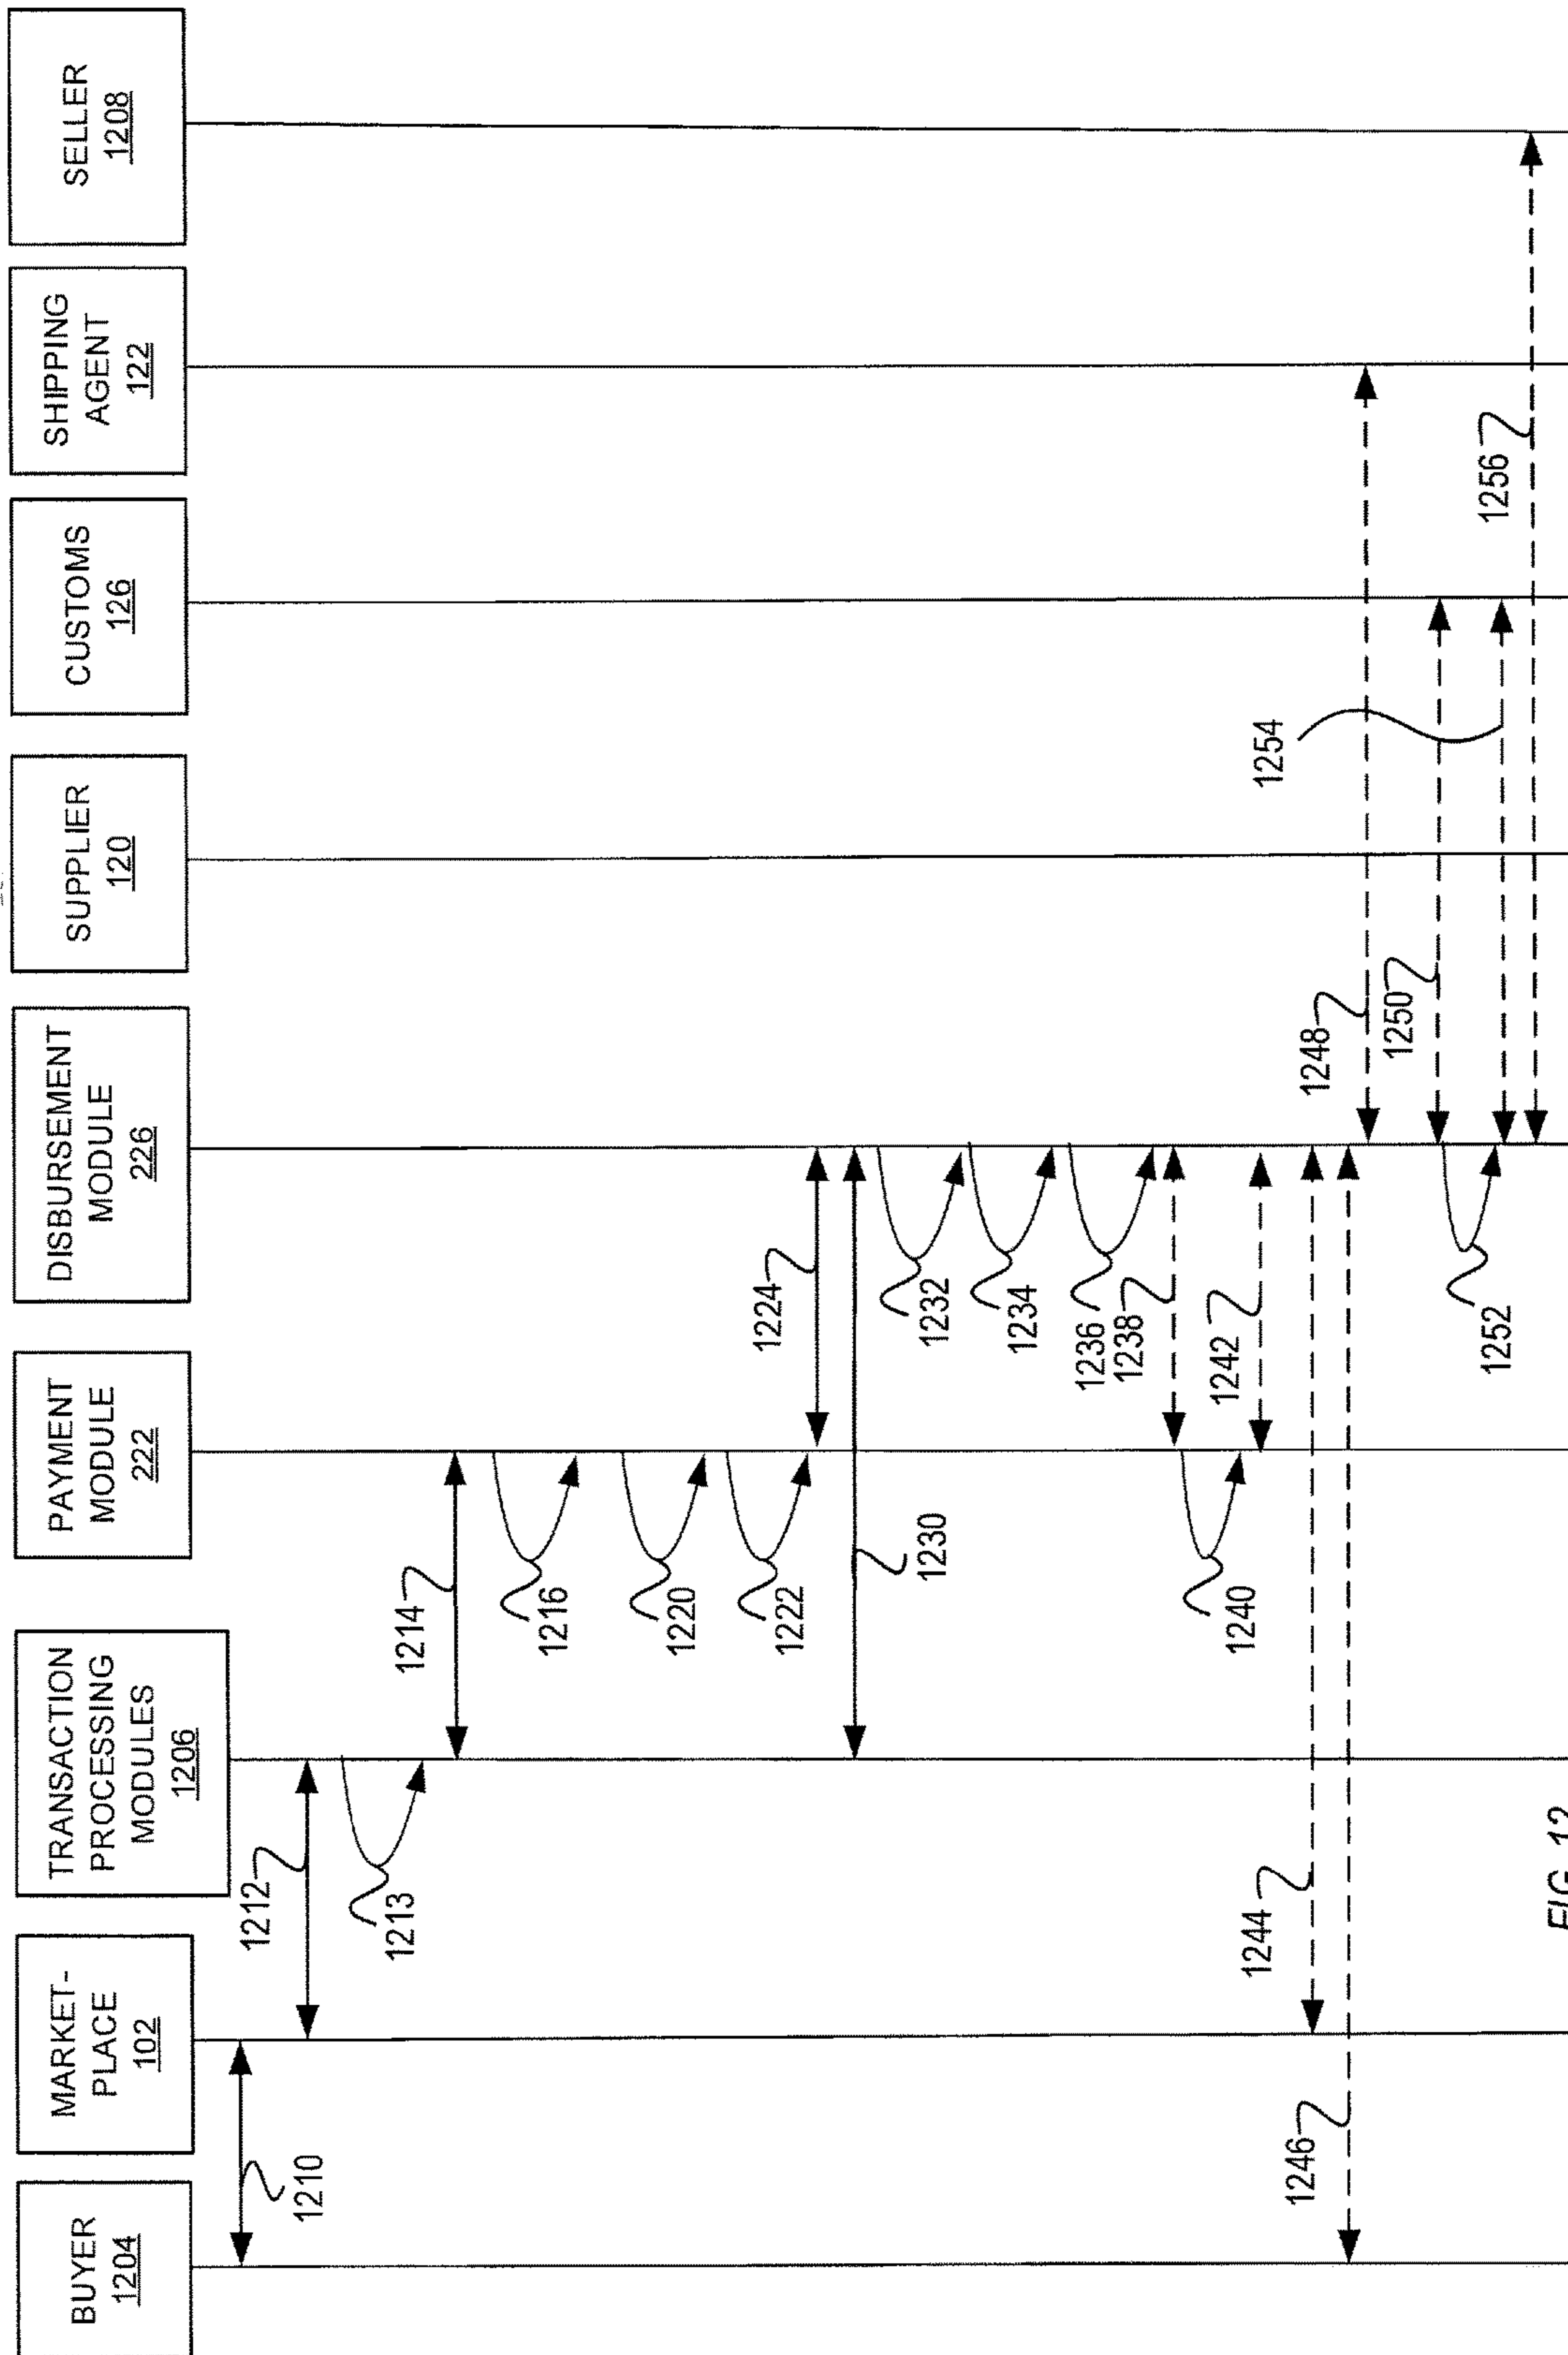 BUYER
1204
MARKET-
PLACE
102
TRANSACTION
PROCESSING
MODULES
1206
PAYMENT
MODULE
222
DISBURSEMENT
MODULE
226
SUPPLIER
120
CUSTOMS
126
SHIPPING
AGENT
122
SELLER
1208
1210
1212
1213
1214
1216
1220
1222
1224
1230
1232
1234
1236
1238
1240
1242
1244
1246
1248
1250
1252
1254
1256
FIG. 12